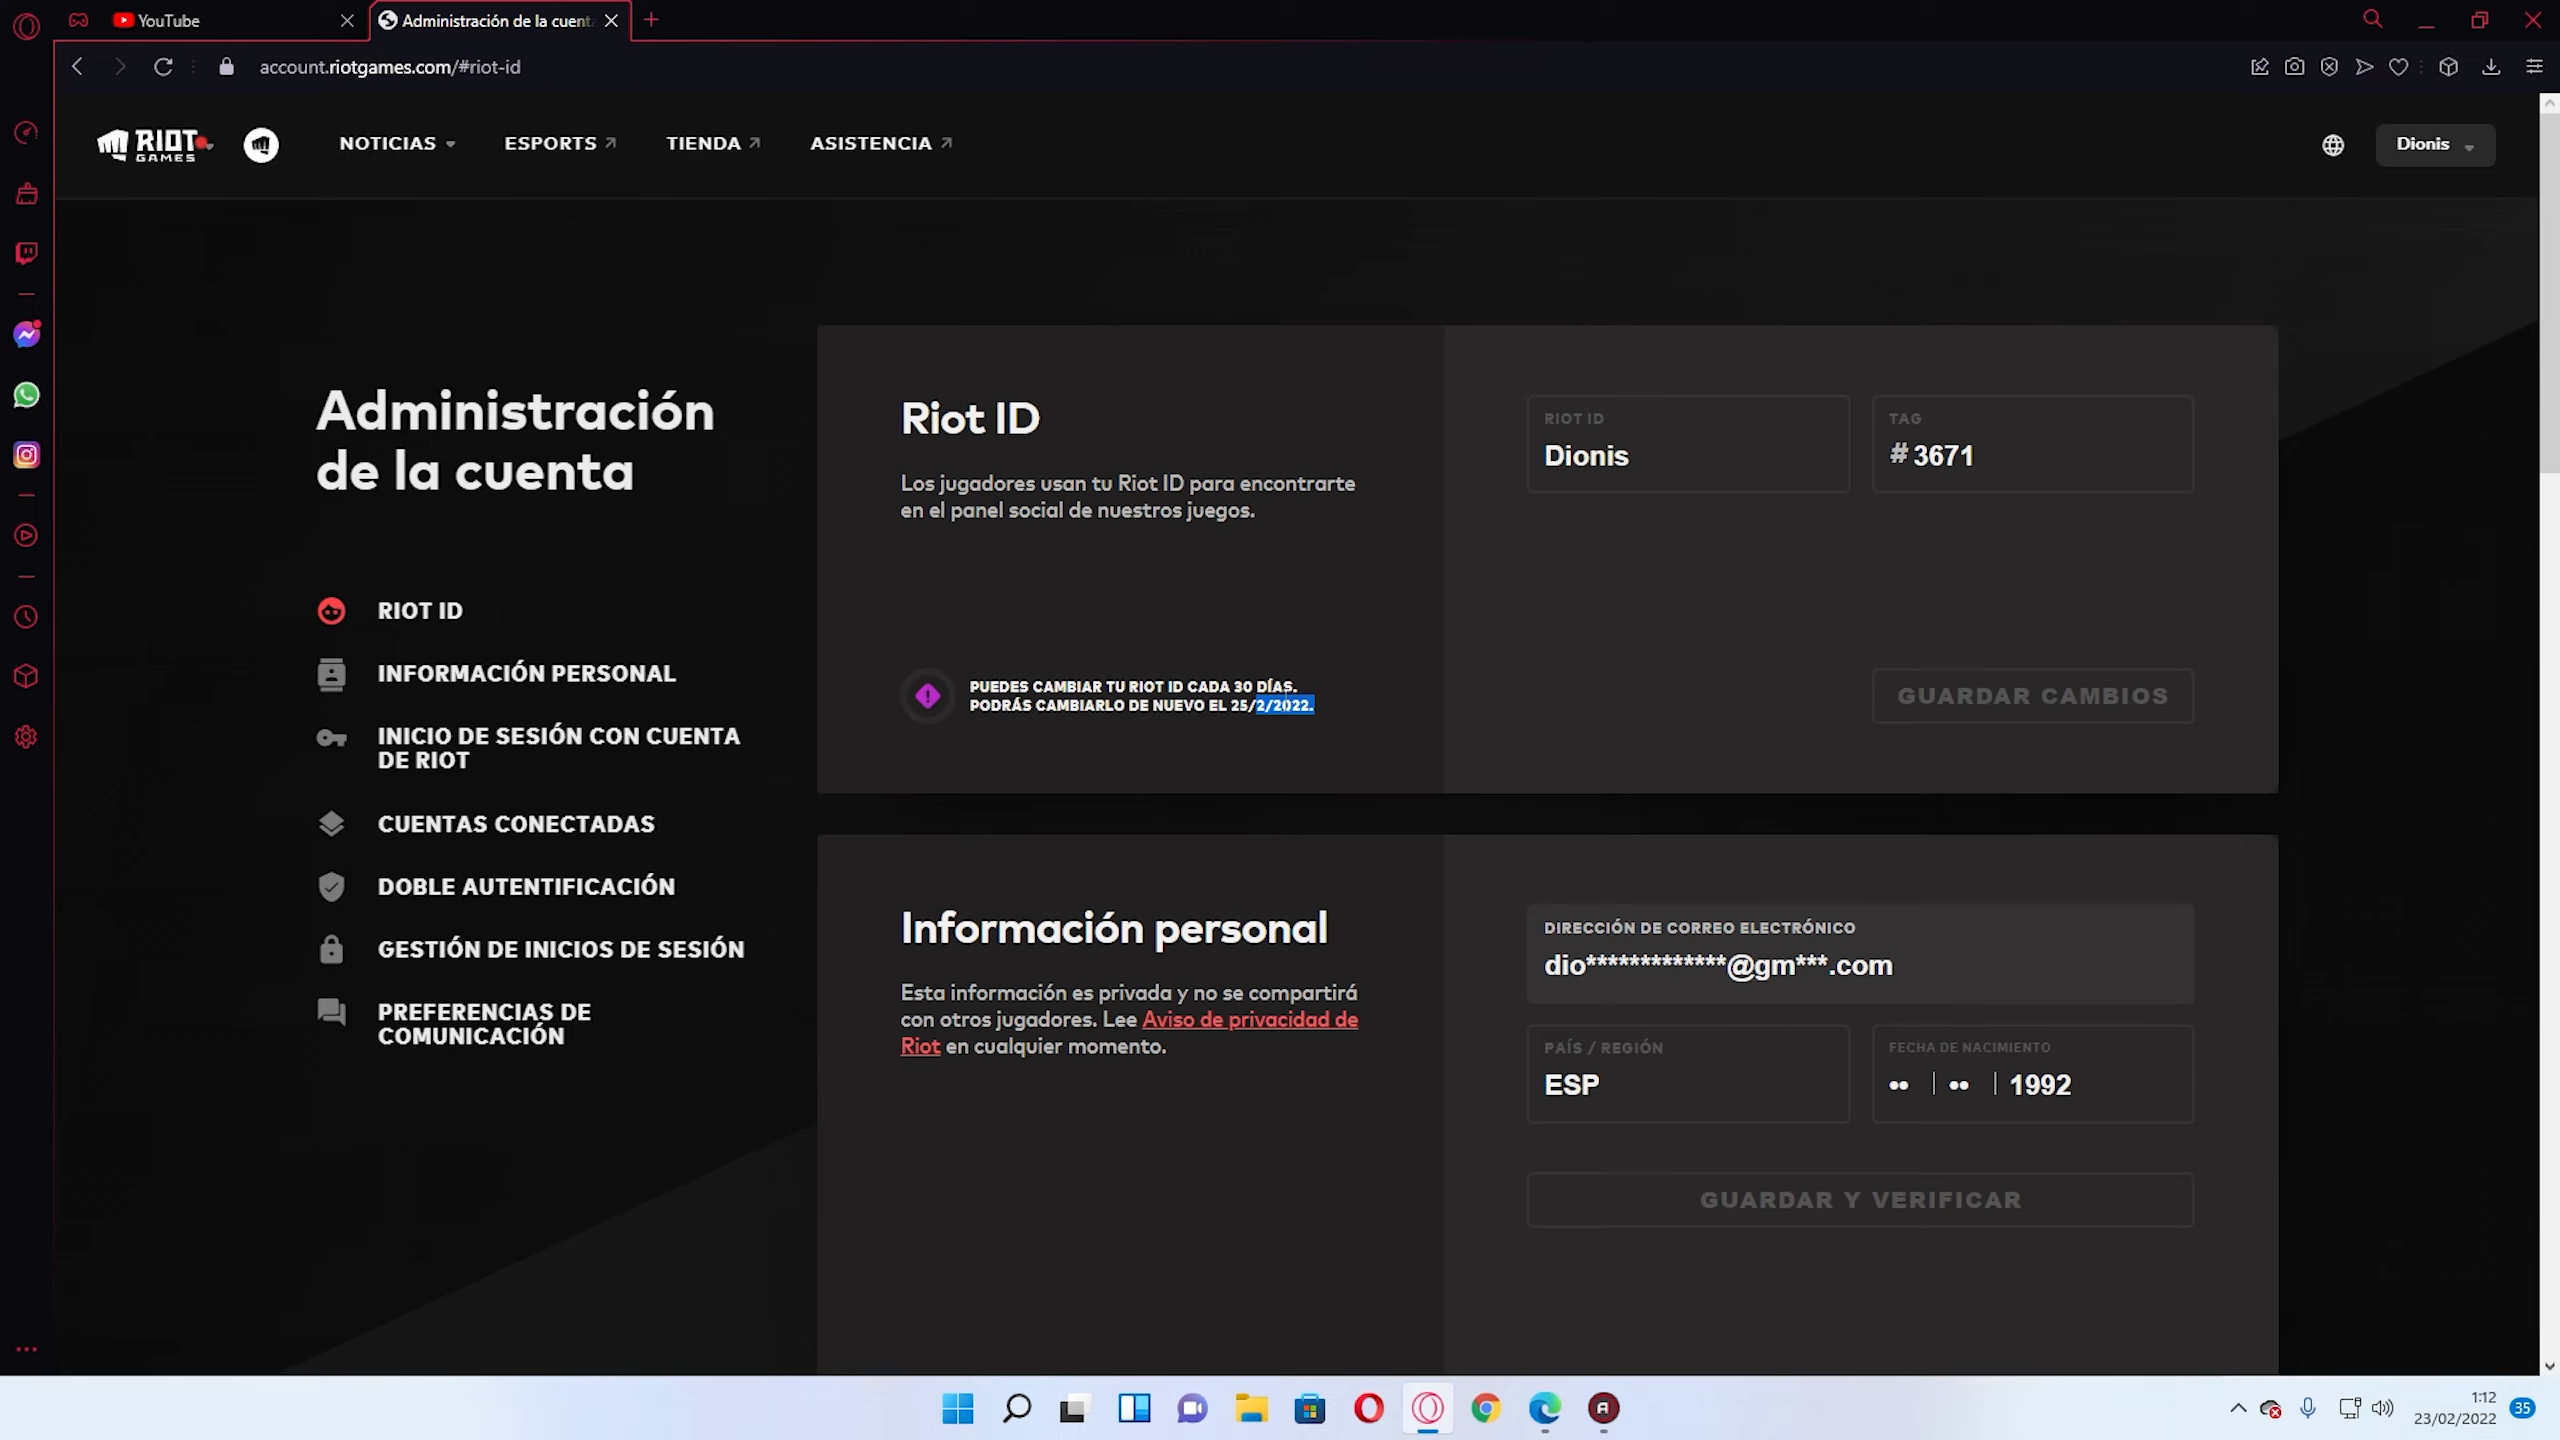 YouTube
Administración de la cuent
account.riotgames.com/#riot-id
RIOT GAMES
NOTICIAS
ESPORTS
TIENDA
ASISTENCIA
Dionis
Administración
de la cuenta
RIOT ID
INFORMACIÓN PERSONAL
INICIO DE SESIÓN CON CUENTA
DE RIOT
CUENTAS CONECTADAS
DOBLE AUTENTIFICACIÓN
GESTIÓN DE INICIOS DE SESIÓN
PREFERENCIAS DE
COMUNICACIÓN
Riot ID
Los jugadores usan tu Riot ID para encontrarte
en el panel social de nuestros juegos.
PUEDES CAMBIAR TU RIOT ID CADA 30 DÍAS.
PODRÁS CAMBIARLO DE NUEVO EL 25/2/2022.
RIOT ID
Dionis
TAG
# 3671
GUARDAR CAMBIOS
Información personal
Esta información es privada y no se compartirá
con otros jugadores. Lee Aviso de privacidad de
Riot en cualquier momento.
DIRECCIÓN DE CORREO ELECTRÓNICO
dio*************@gm***.com
PAÍS / REGIÓN
ESP
FECHA DE NACIMIENTO
•• | •• | 1992
GUARDAR Y VERIFICAR
1:12
23/02/2022
35